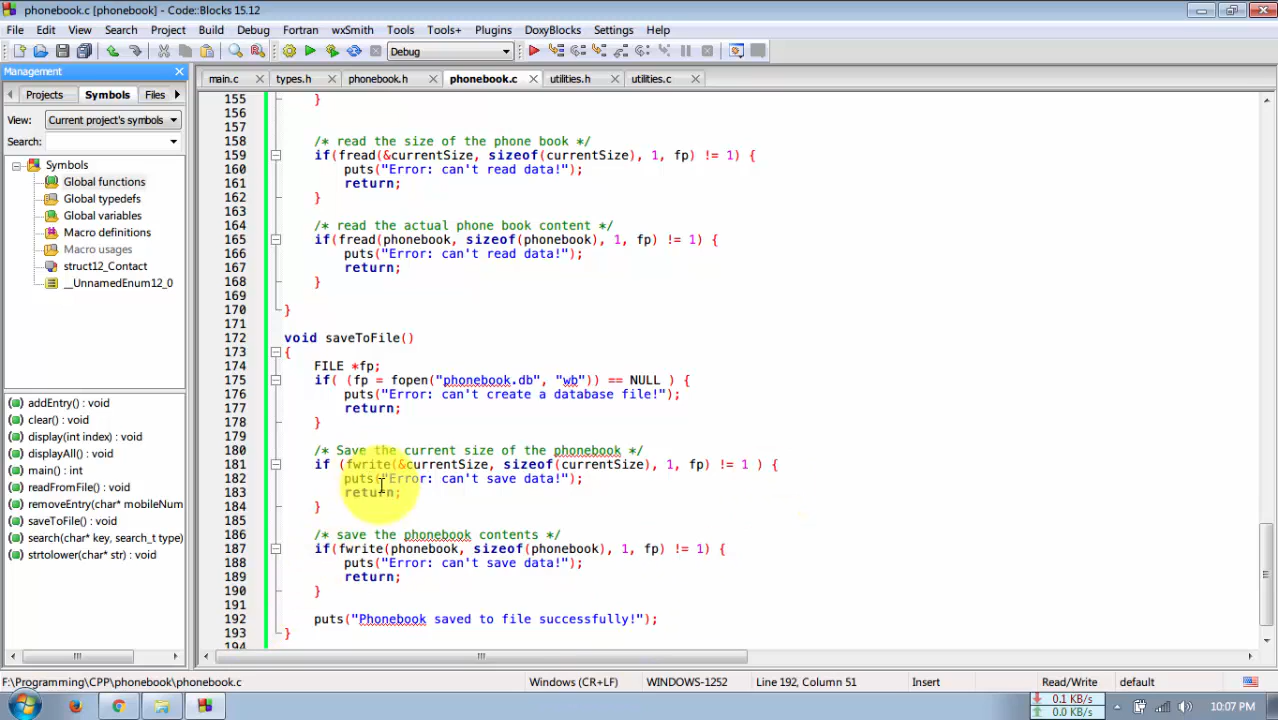 phonebook.c [phonebook] - Code::Blocks 15.12
File Edit View Search Project Build Debug Fortran wxSmith Tools Tools+ Plugins DoxyBlocks Settings Help
Debug
Management
main.c types.h phonebook.h phonebook.c utilities.h utilities.c
Projects Symbols Files
View: Current project's symbols
Search:
Symbols
Global functions
Global typedefs
Global variables
Macro definitions
Macro usages
struct12_Contact
__UnnamedEnum12_0
addEntry() : void
clear() : void
display(int index) : void
displayAll() : void
main() : int
readFromFile() : void
removeEntry(char* mobileNum
saveToFile() : void
search(char* key, search_t type)
strtolower(char* str) : void
155 }
156
157
158 /* read the size of the phone book */
159 if(fread(&currentSize, sizeof(currentSize), 1, fp) != 1) {
160 puts("Error: can't read data!");
161 return;
162 }
163
164 /* read the actual phone book content */
165 if(fread(phonebook, sizeof(phonebook), 1, fp) != 1) {
166 puts("Error: can't read data!");
167 return;
168 }
169
170 }
171
172 void saveToFile()
173 {
174 FILE *fp;
175 if( (fp = fopen("phonebook.db", "wb")) == NULL ) {
176 puts("Error: can't create a database file!");
177 return;
178 }
179
180 /* Save the current size of the phonebook */
181 if (fwrite(&currentSize, sizeof(currentSize), 1, fp) != 1 ) {
182 puts("Error: can't save data!");
183 return;
184 }
185
186 /* save the phonebook contents */
187 if(fwrite(phonebook, sizeof(phonebook), 1, fp) != 1) {
188 puts("Error: can't save data!");
189 return;
190 }
191
192 puts("Phonebook saved to file successfully!");
193 }
194
F:\Programming\CPP\phonebook\phonebook.c Windows (CR+LF) WINDOWS-1252 Line 192, Column 51 Insert Read/Write default
0.1 KB/s
0.0 KB/s
10:07 PM